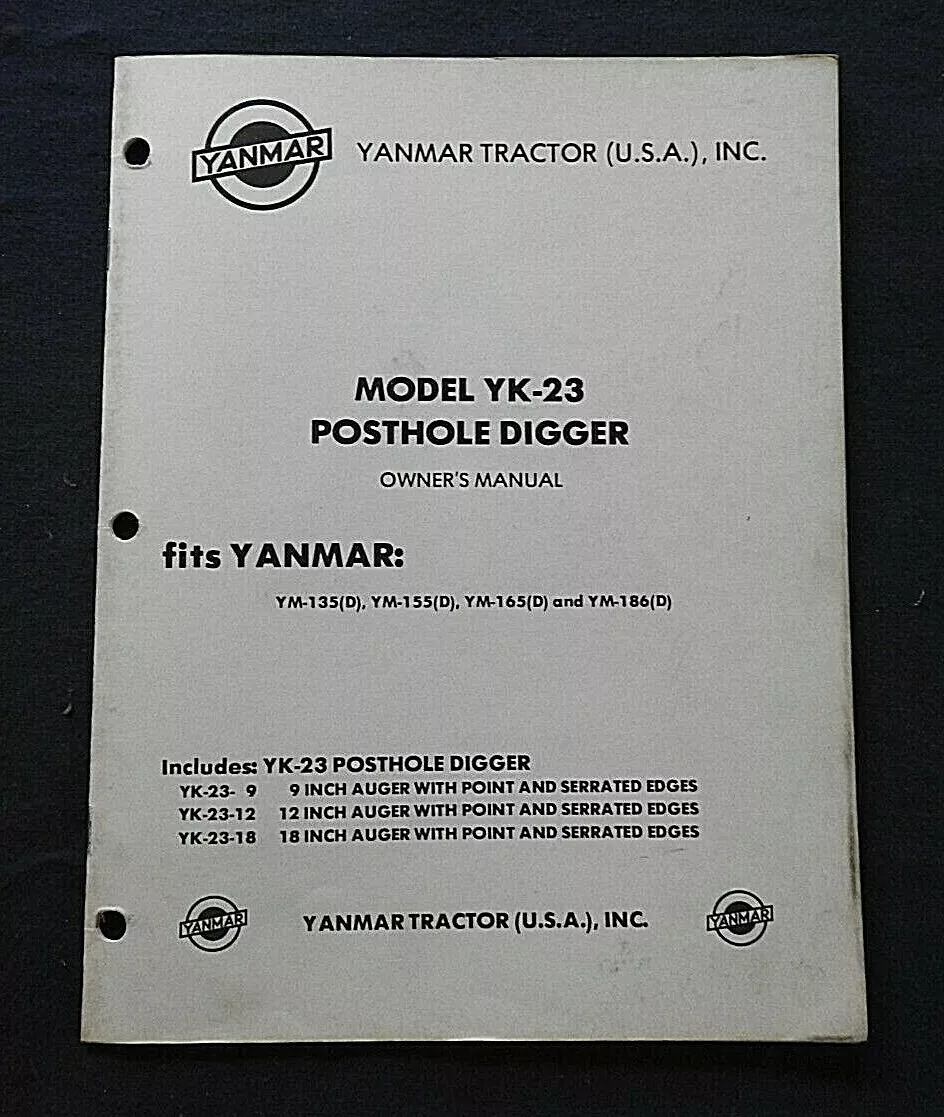 YANMAR YANMAR TRACTOR (U.S.A.), INC.
MODEL YK-23
POSTHOLE DIGGER
OWNER'S MANUAL
fits YANMAR:
YM-135(D), YM-155(D), YM-165(D) and YM-186(D)
Includes: YK-23 POSTHOLE DIGGER
YK-23- 9 9 INCH AUGER WITH POINT AND SERRATED EDGES
YK-23-12 12 INCH AUGER WITH POINT AND SERRATED EDGES
YK-23-18 18 INCH AUGER WITH POINT AND SERRATED EDGES
YANMAR YANMAR TRACTOR (U.S.A.), INC. YANMAR